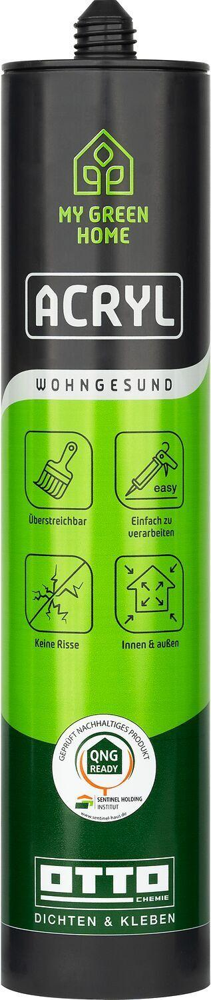 MY GREEN
HOME
ACRYL
WOHNGESUND
easy
Überstreichbar
Einfach zu
verarbeiten
Keine Risse
Innen & außen
GEPRÜFT NACHHALTIGES PRODUKT
QNG
READY
SENTINEL HOLDING
INSTITUT
www.sentinel-haus.de
OTTO
CHEMIE
DICHTEN & KLEBEN